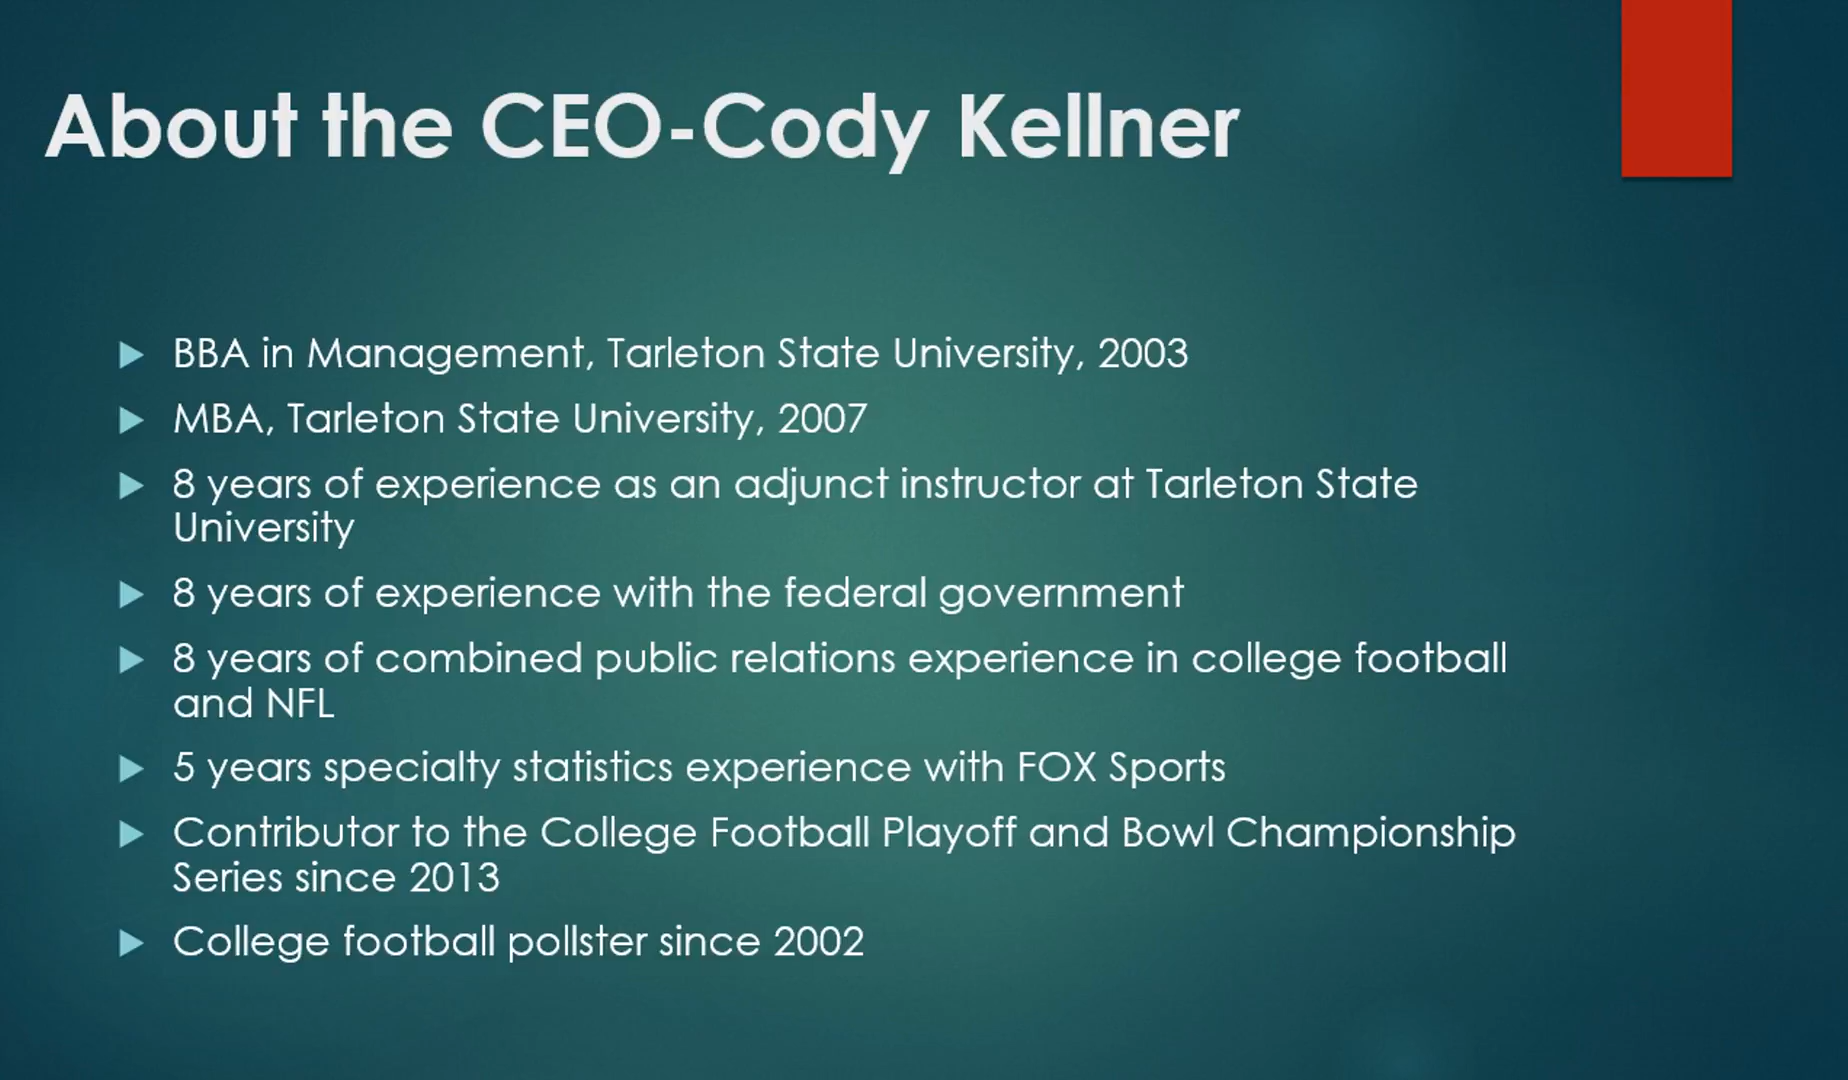 About the CEO-Cody Kellner
BBA in Management, Tarleton State University, 2003
MBA, Tarleton State University, 2007
8 years of experience as an adjunct instructor at Tarleton State
University
8 years of experience with the federal government
8 years of combined public relations experience in college football
and NFL
5 years specialty statistics experience with FOX Sports
Contributor to the College Football Playoff and Bowl Championship
Series since 2013
College football pollster since 2002